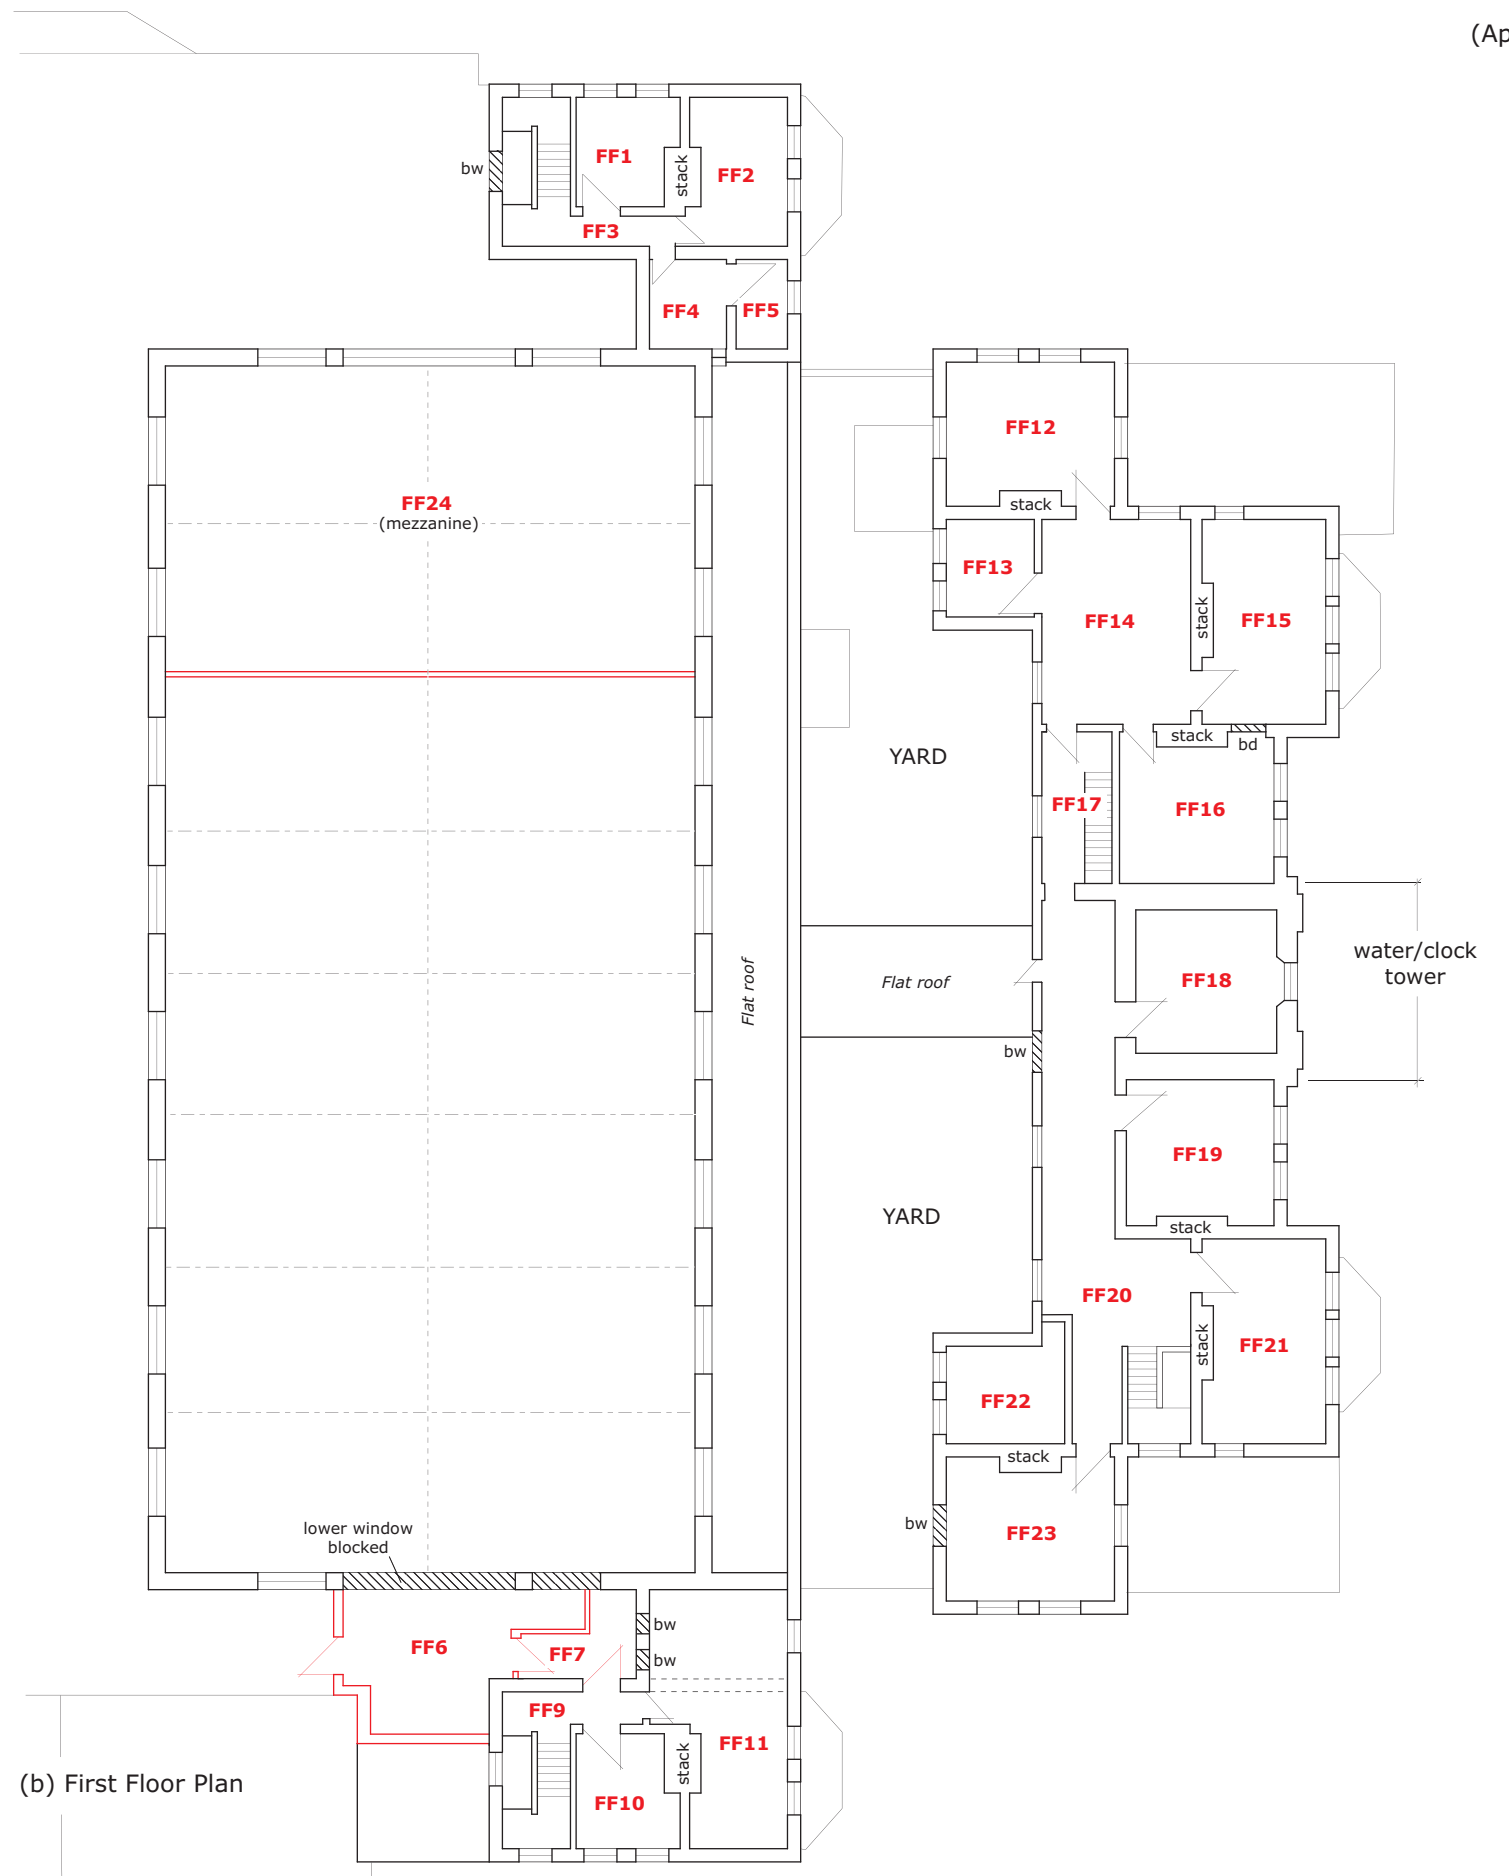 (Ap
FF1
stack
FF2
bw
FF3
FF4
FF5
FF12
stack
FF24
(mezzanine)
FF13
FF14
stack
FF15
YARD
stack
bd
FF17
FF16
Flat roof
Flat roof
FF18
water/clock
tower
bw
FF19
YARD
stack
FF20
stack
FF21
FF22
stack
bw
FF23
lower window
blocked
bw
FF6
FF7
bw
FF9
FF11
stack
FF10
(b) First Floor Plan